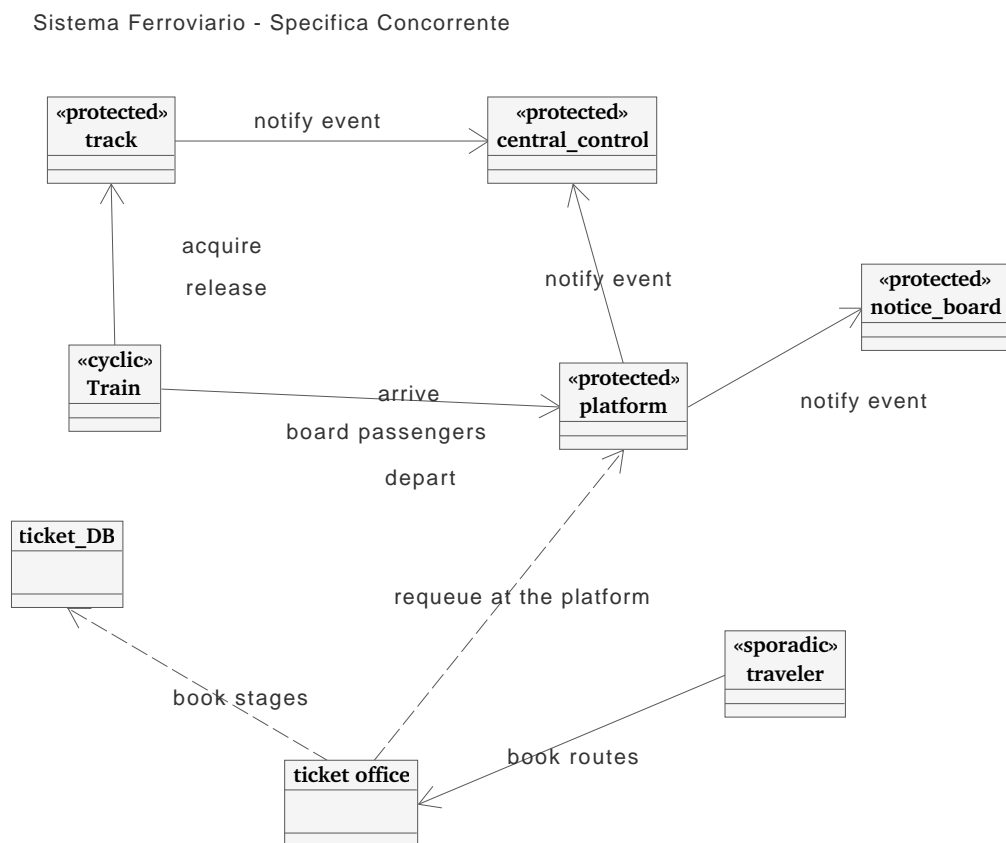 Sistema Ferroviario - Specifica Concorrente
«protected»
track
notify event
«protected»
central_control
acquire
release
notify event
«protected»
notice_board
«cyclic»
Train
arrive
board passengers
depart
«protected»
platform
notify event
ticket_DB
requeue at the platform
«sporadic»
traveler
book stages
book routes
ticket office